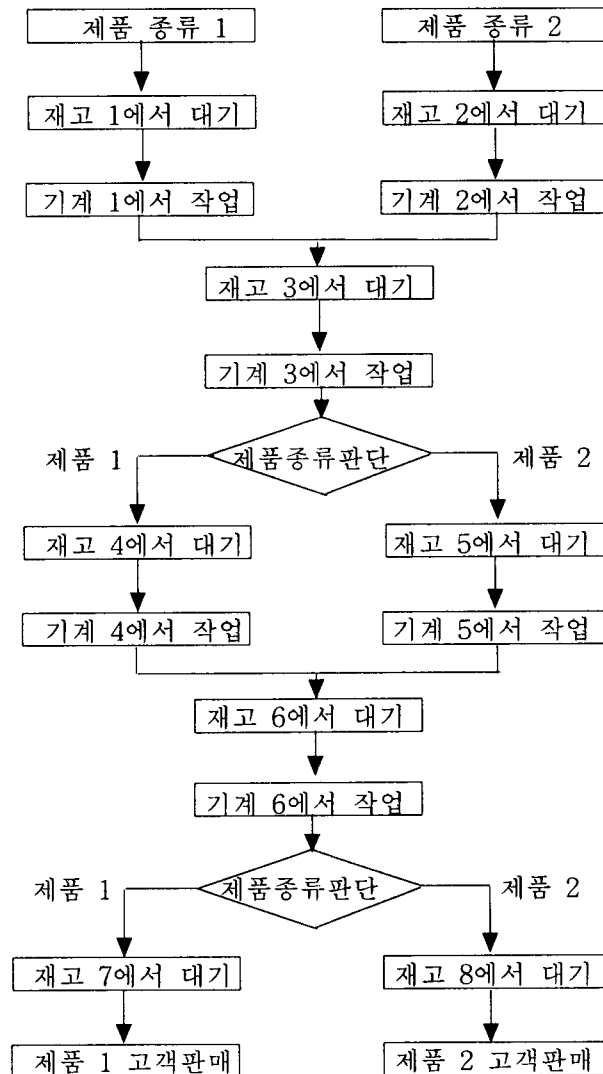 제품 종류 1
제품 종류 2
재고 1에서 대기
재고 2에서 대기
기계 1에서 작업
기계 2에서 작업
재고 3에서 대기
기계 3에서 작업
제품 1
제품종류판단
제품 2
재고 4에서 대기
재고 5에서 대기
기계 4에서 작업
기계 5에서 작업
재고 6에서 대기
기계 6에서 작업
제품 1
제품종류판단
제품 2
재고 7에서 대기
재고 8에서 대기
제품 1 고객판매
제품 2 고객판매